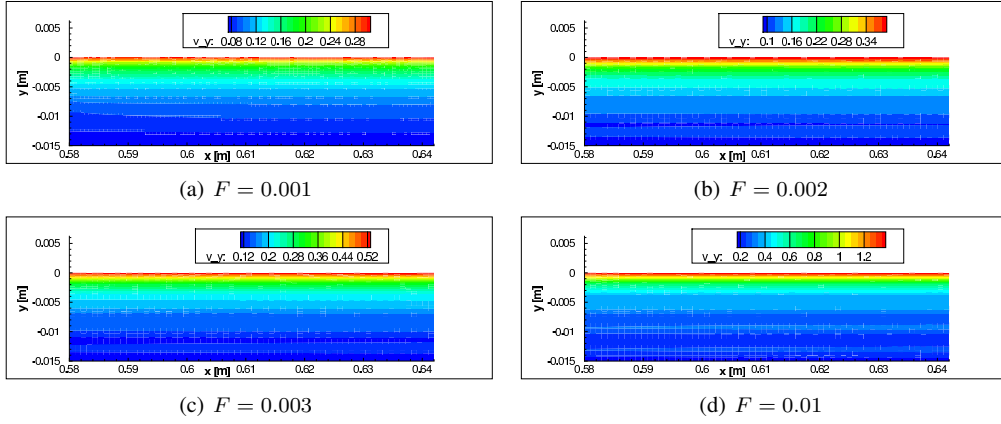 v_y: 0.08 0.12 0.16 0.2 0.24 0.28
v_y: 0.1 0.16 0.22 0.28 0.34
0.005
0
-0.005
-0.01
-0.015
y [m]
0.58 0.59 0.6 0.61 0.62 0.63 0.64
x [m]
0.005
0
-0.005
-0.01
-0.015
y [m]
0.58 0.59 0.6 0.61 0.62 0.63 0.64
x [m]
(a) F = 0.001
(b) F = 0.002
v_y: 0.12 0.2 0.28 0.36 0.44 0.52
v_y: 0.2 0.4 0.6 0.8 1 1.2
0.005
0
-0.005
-0.01
-0.015
y [m]
0.58 0.59 0.6 0.61 0.62 0.63 0.64
x [m]
0.005
0
-0.005
-0.01
-0.015
y [m]
0.58 0.59 0.6 0.61 0.62 0.63 0.64
x [m]
(c) F = 0.003
(d) F = 0.01